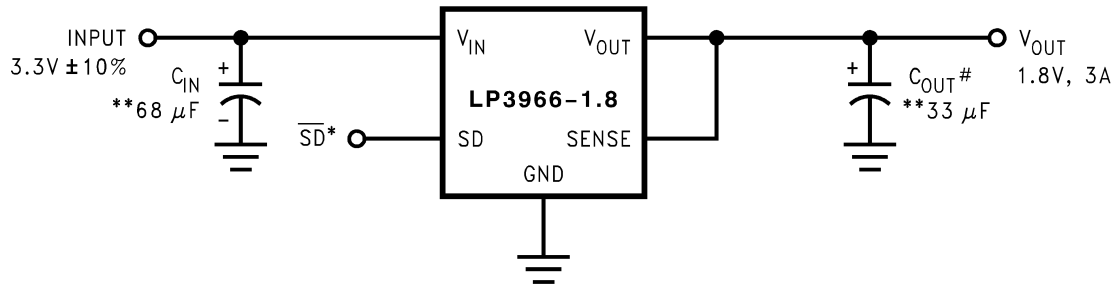 INPUT
3.3V ±10%
+
C_IN
**68 μF
−
S̅D̅*
V_IN
V_OUT
LP3966-1.8
SD
SENSE
GND
+
C_OUT#
**33 μF
V_OUT
1.8V, 3A